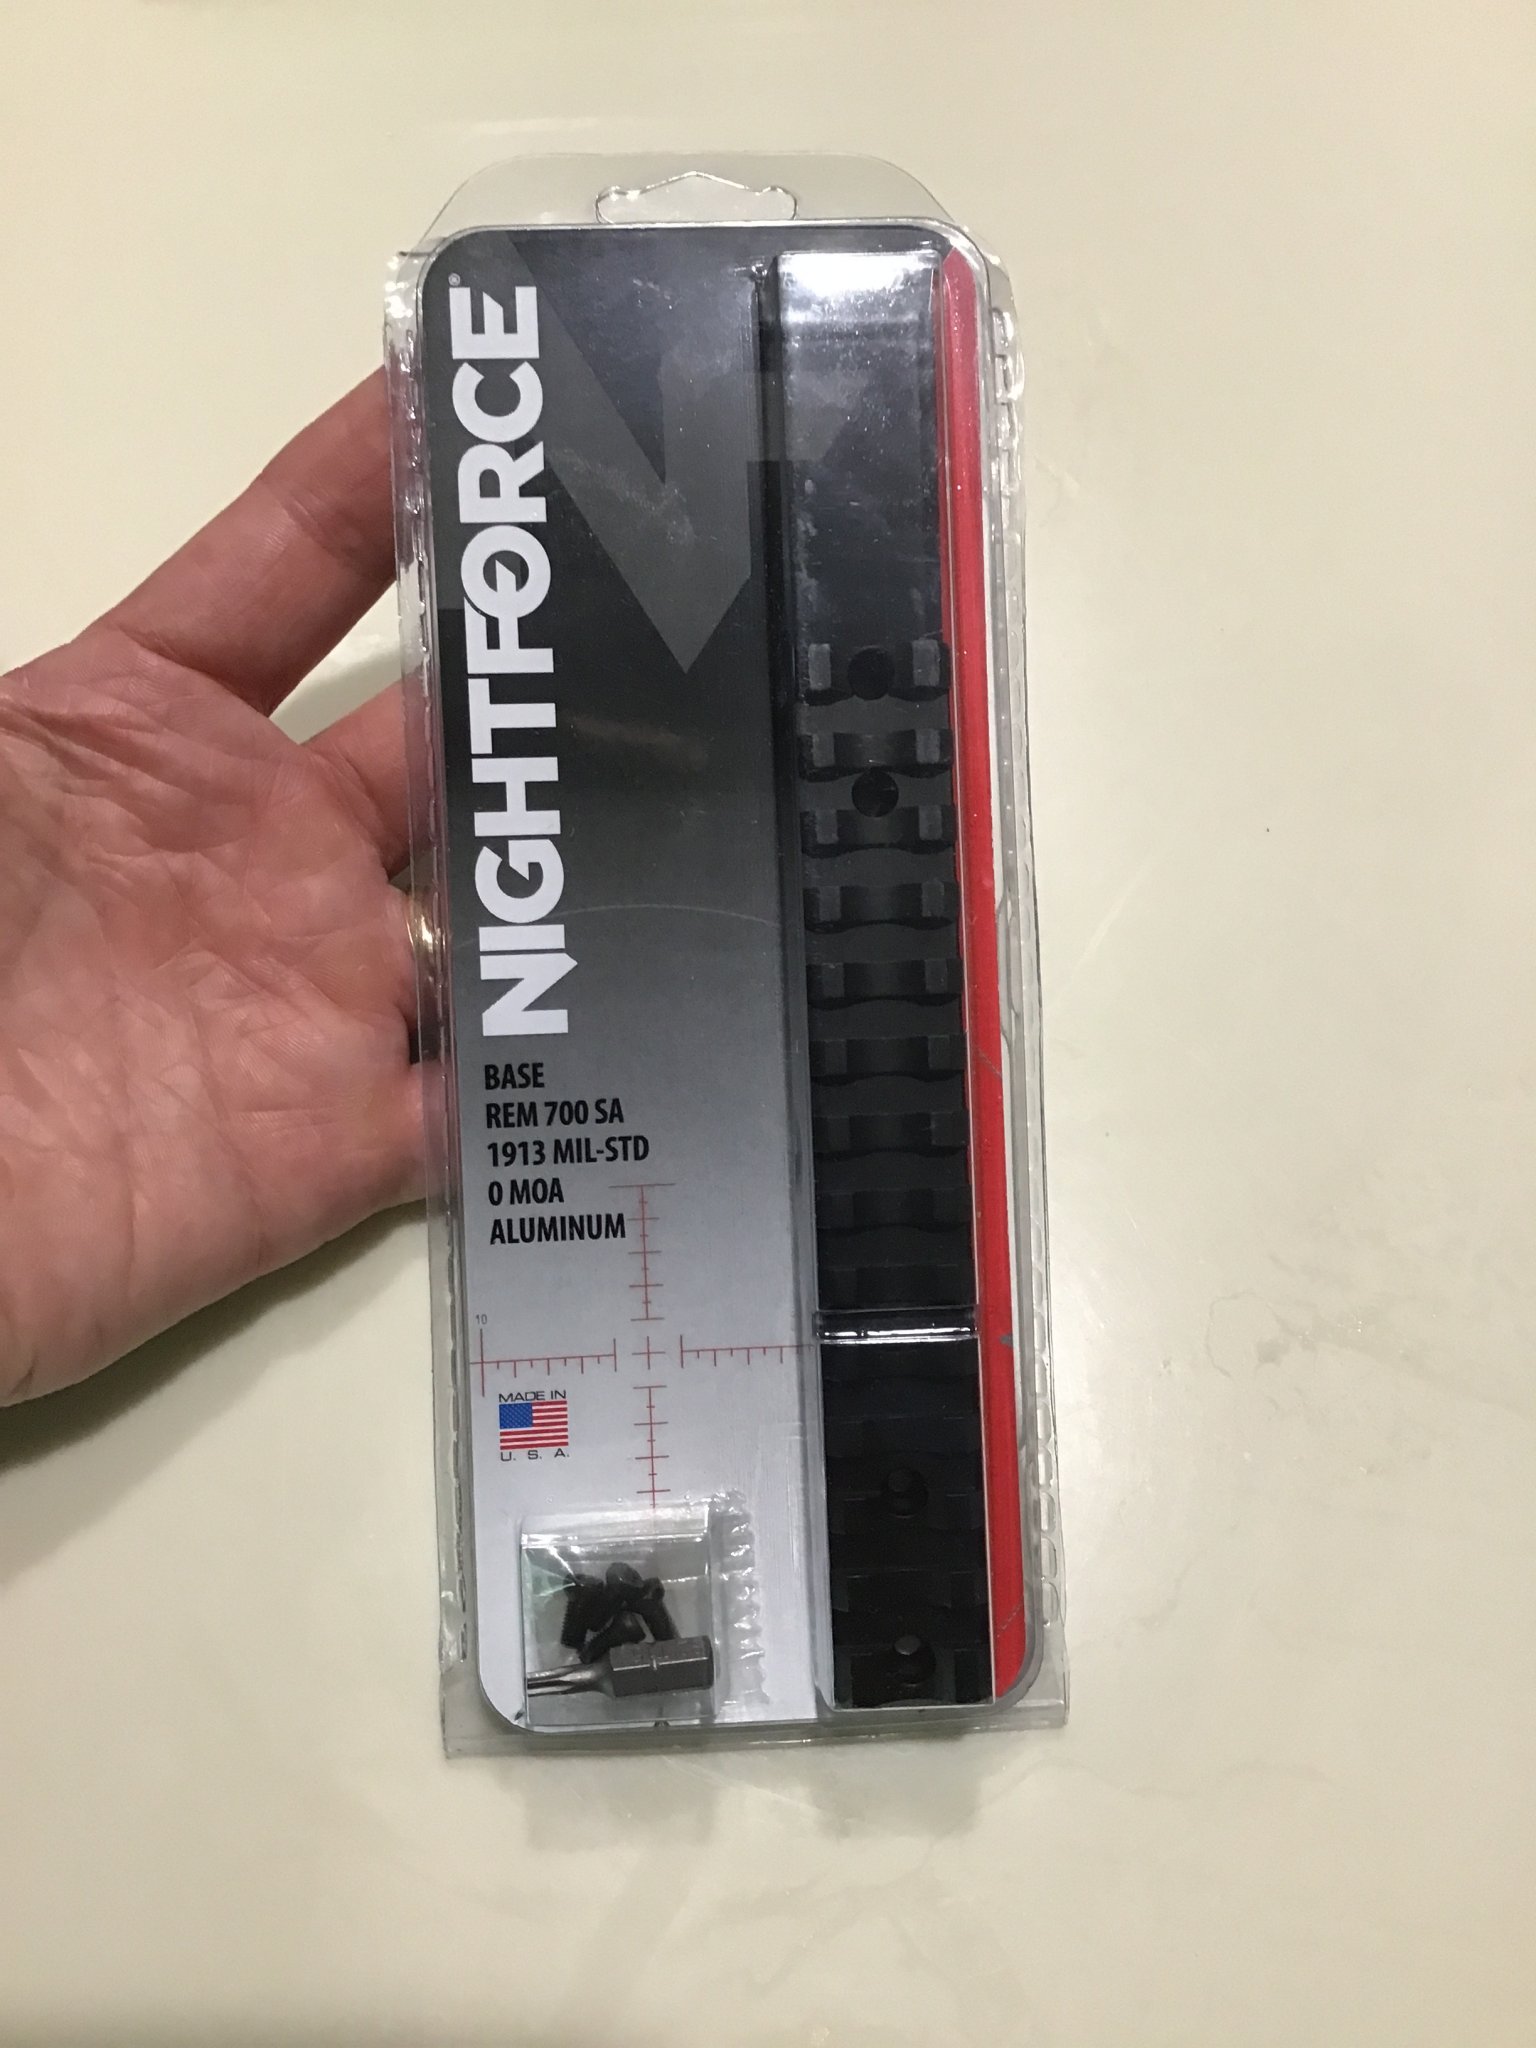 NIGHTFORCE®
BASE
REM 700 SA
1913 MIL-STD
0 MOA
ALUMINUM
10
MADE IN
U. S. A.